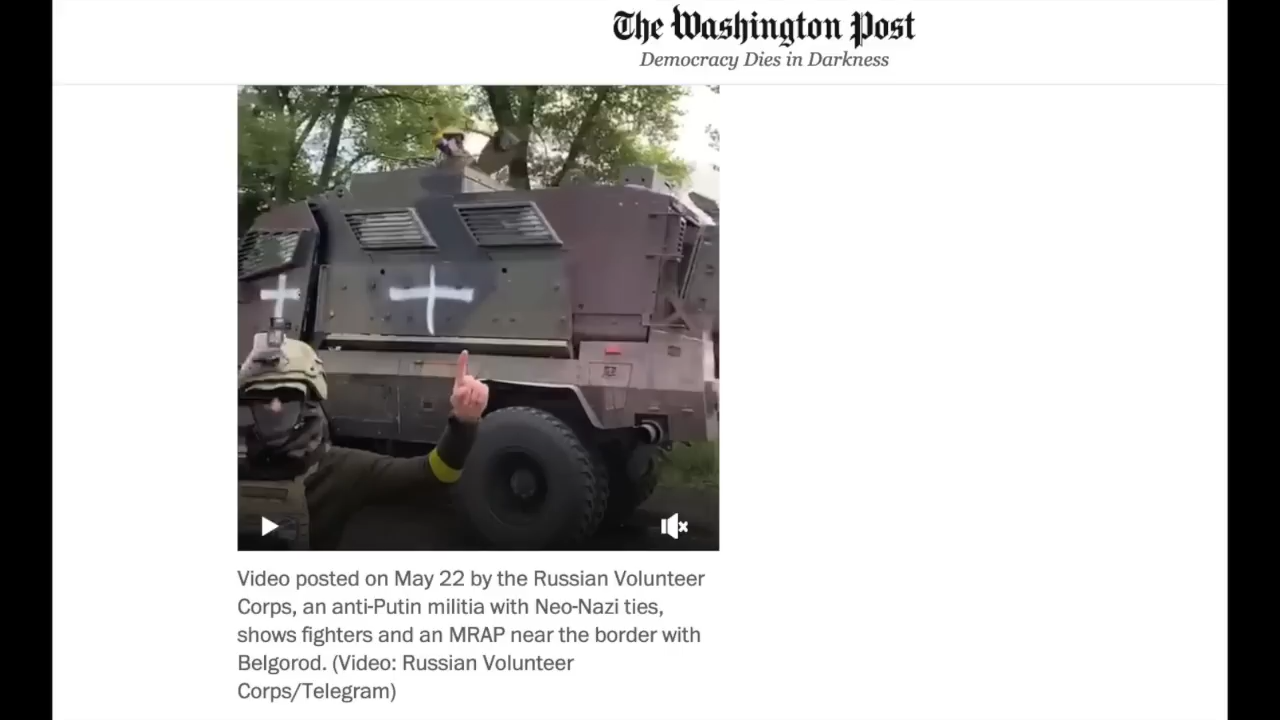 The Washington Post
Democracy Dies in Darkness
Video posted on May 22 by the Russian Volunteer
Corps, an anti-Putin militia with Neo-Nazi ties,
shows fighters and an MRAP near the border with
Belgorod. (Video: Russian Volunteer
Corps/Telegram)